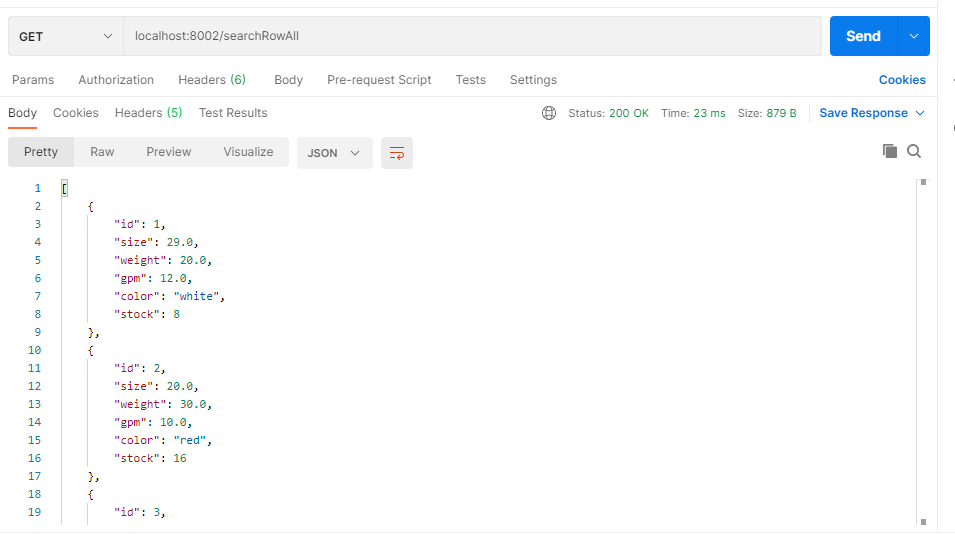 GET localhost:8002/searchRowAll Send
Params Authorization Headers (6) Body Pre-request Script Tests Settings Cookies
Body Cookies Headers (5) Test Results Status: 200 OK Time: 23 ms Size: 879 B Save Response
Pretty Raw Preview Visualize JSON
1 [
2 {
3 "id": 1,
4 "size": 29.0,
5 "weight": 20.0,
6 "gpm": 12.0,
7 "color": "white",
8 "stock": 8
9 },
10 {
11 "id": 2,
12 "size": 20.0,
13 "weight": 30.0,
14 "gpm": 10.0,
15 "color": "red",
16 "stock": 16
17 },
18 {
19 "id": 3,